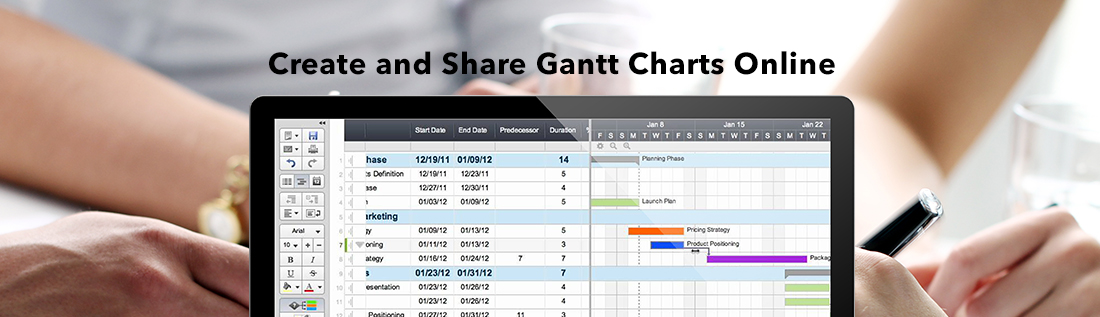 Create and Share Gantt Charts Online
Jan 8 Jan 15 Jan 22
Start Date End Date Predecessor Duration %
F S S M T W T F S S M T W T F S S M T W T
1 hase 12/19/11 01/09/12 14 Planning Phase
2 ts Definition 12/19/11 12/23/11 5
3 ase 12/27/11 12/30/11 4
4 n 01/03/12 01/09/12 5 Launch Plan
5 arketing
Arial
6 gy 01/09/12 01/13/12 5 Pricing Strategy
10 7 oning 01/11/12 01/13/12 3 Product Positioning
B I 8 ategy 01/16/12 01/24/12 7 7 Packag
U S 9 s 01/23/12 01/31/12 7
A 10 esentation 01/23/12 01/26/12 4
11 01/23/12 01/26/12 4
12 Positioning 01/27/12 01/31/12 11 3